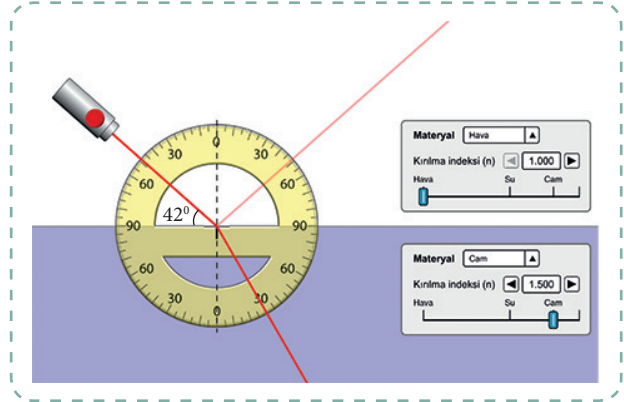 0
30 30
60 60
42⁰
90 90
60 60
30 30
0
Materyal Hava
Kırılma indeksi (n) 1.000
Hava Su Cam
Materyal Cam
Kırılma indeksi (n) 1.500
Hava Su Cam